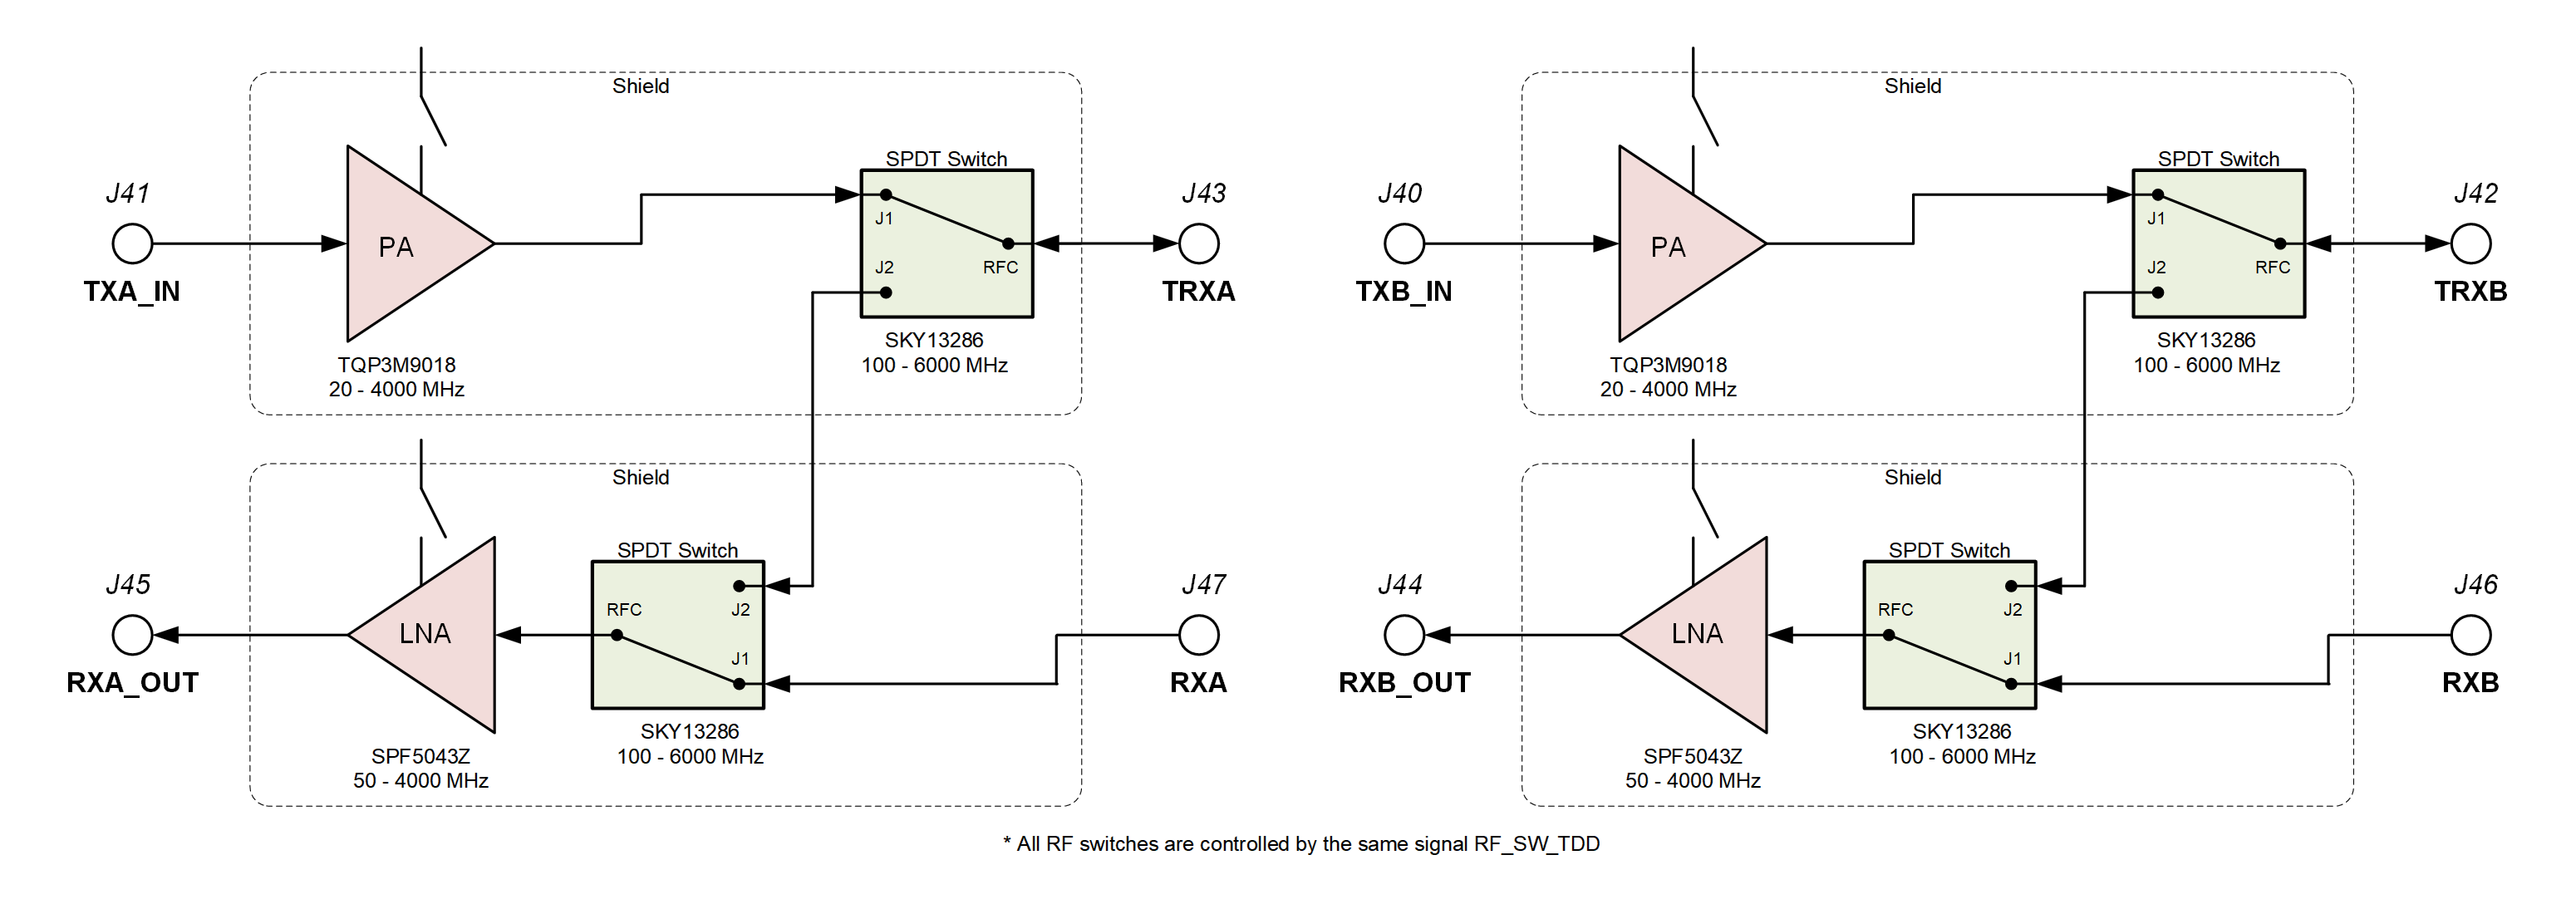 Shield
SPDT Switch
J41
TXA_IN
PA
J1
J2
RFC
J43
TRXA
TQP3M9018
20 - 4000 MHz
SKY13286
100 - 6000 MHz
Shield
SPDT Switch
J45
RXA_OUT
LNA
RFC
J2
J1
J47
RXA
SPF5043Z
50 - 4000 MHz
SKY13286
100 - 6000 MHz
Shield
SPDT Switch
J40
TXB_IN
PA
J1
J2
RFC
J42
TRXB
TQP3M9018
20 - 4000 MHz
SKY13286
100 - 6000 MHz
Shield
SPDT Switch
J44
RXB_OUT
LNA
RFC
J2
J1
J46
RXB
SPF5043Z
50 - 4000 MHz
SKY13286
100 - 6000 MHz
* All RF switches are controlled by the same signal RF_SW_TDD